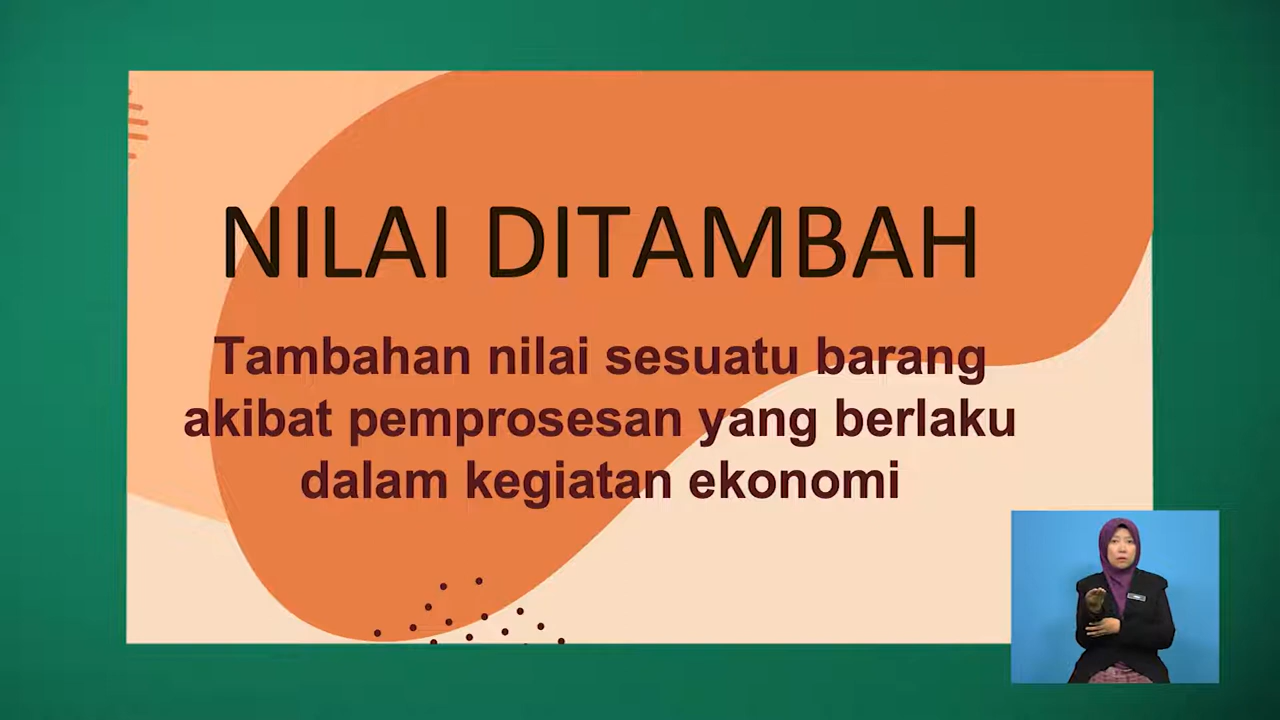 NILAI DITAMBAH
Tambahan nilai sesuatu barang
akibat pemprosesan yang berlaku
dalam kegiatan ekonomi